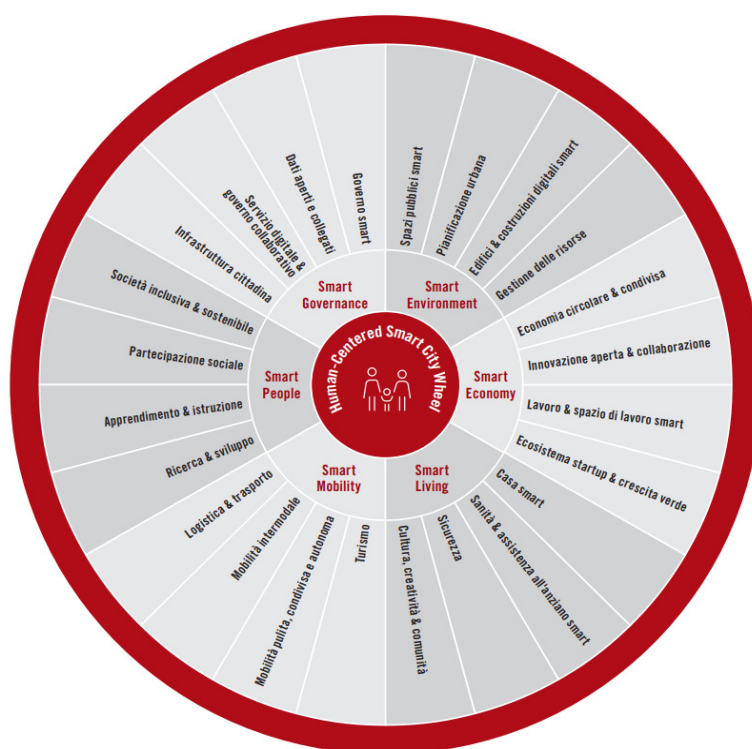 Human-Centered Smart City Wheel
Smart
Environment
Spazi pubblici smart
Pianificazione urbana
Edifici & costruzioni digitali smart
Gestione delle risorse
Smart
Economy
Economia circolare & condivisa
Innovazione aperta & collaborazione
Lavoro & spazio di lavoro smart
Ecosistema startup & crescita verde
Smart
Living
Casa smart
Sanità & assistenza all'anziano smart
Sicurezza
Cultura, creatività & comunità
Smart
Mobility
Turismo
Mobilità pulita, condivisa e autonoma
Mobilità intermodale
Logistica & trasporto
Smart
People
Ricerca & sviluppo
Apprendimento & istruzione
Partecipazione sociale
Società inclusiva & sostenibile
Smart
Governance
Infrastruttura cittadina
Servizio digitale &
governo collaborativo
Dati aperti e collegati
Governo smart